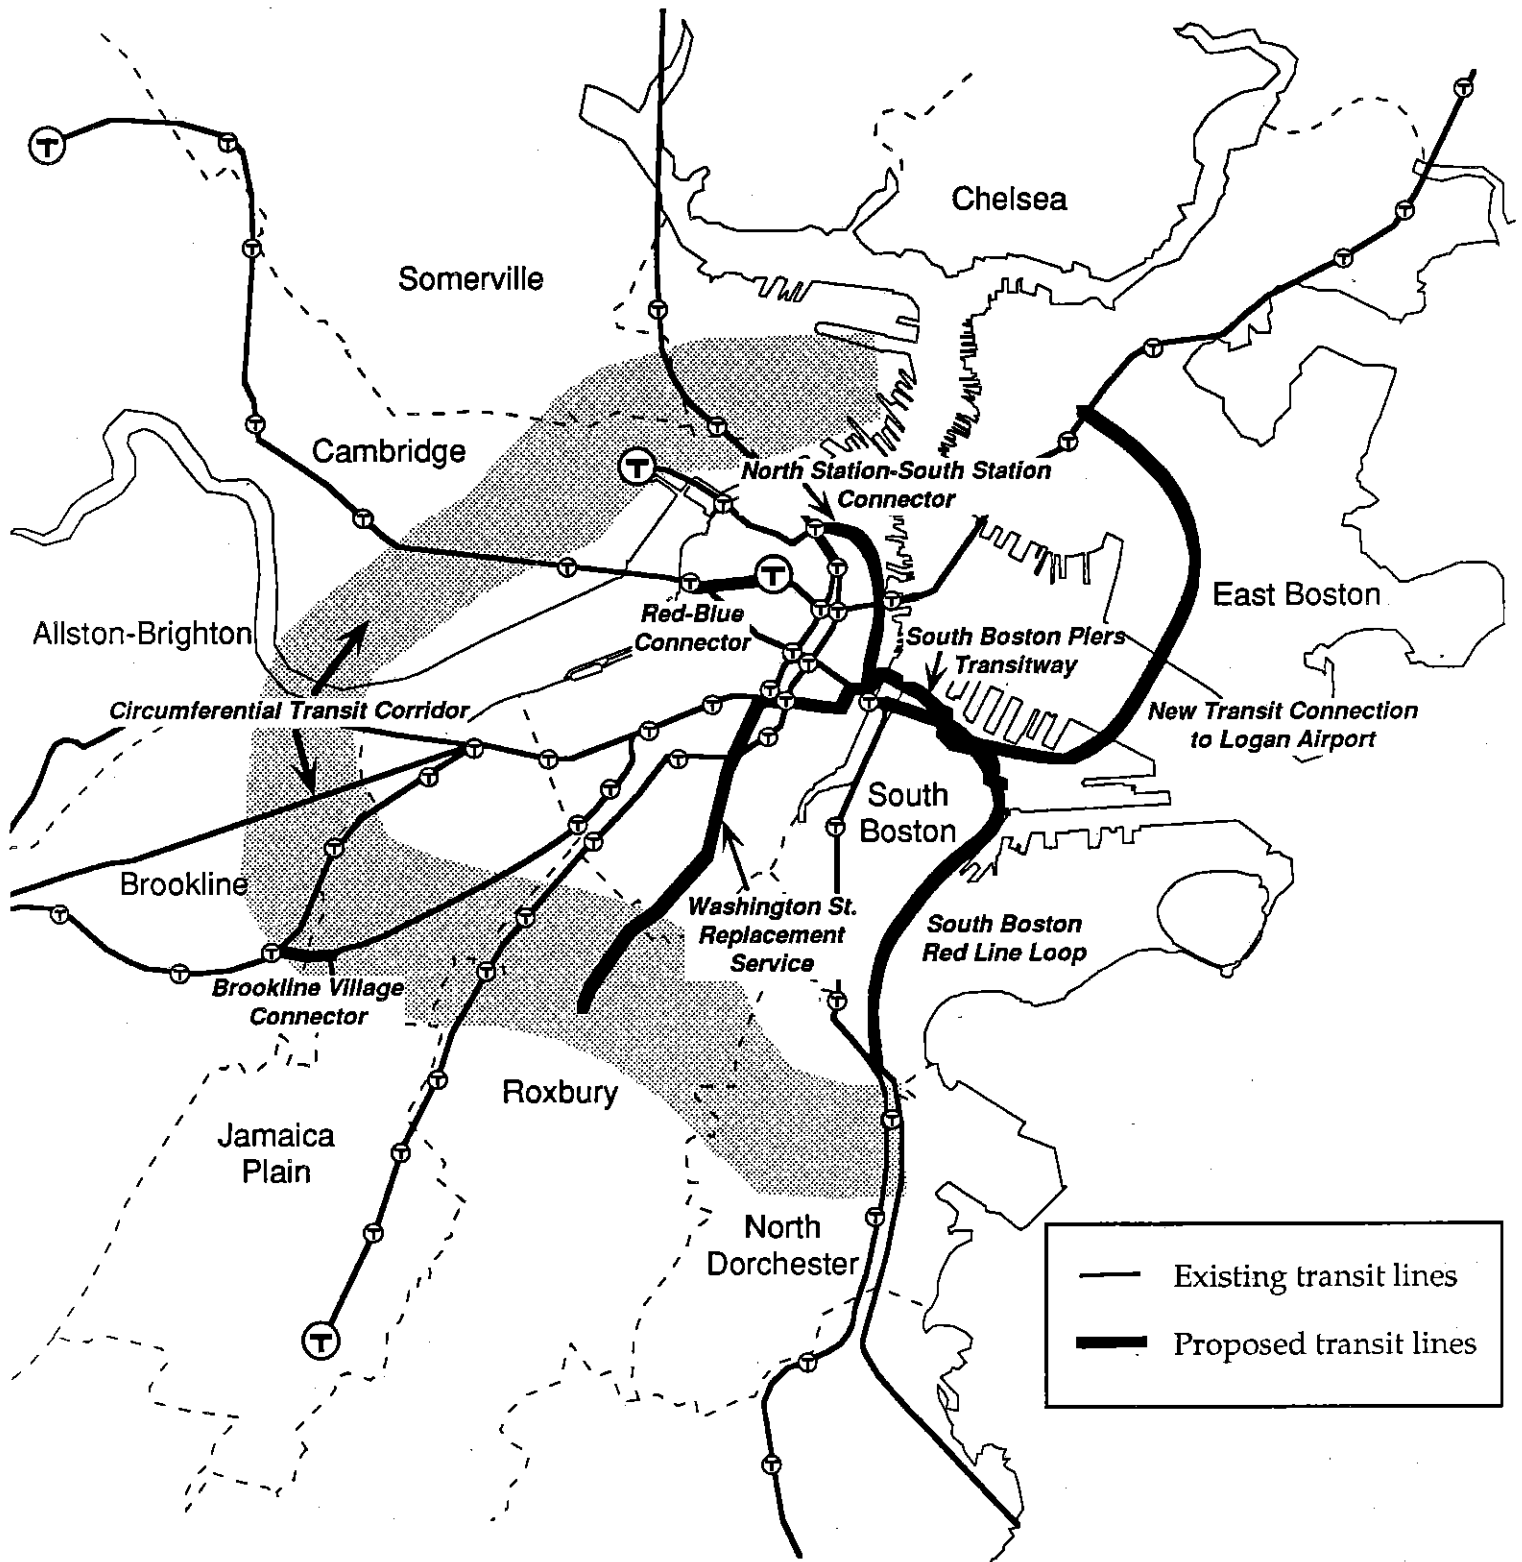 Chelsea
Somerville
Cambridge
North Station-South Station
Connector
Red-Blue
Connector
East Boston
Allston-Brighton
South Boston Piers
Transitway
Circumferential Transit Corridor
New Transit Connection
to Logan Airport
South
Boston
Brookline
Washington St.
Replacement
Service
South Boston
Red Line Loop
Brookline Village
Connector
Roxbury
Jamaica
Plain
North
Dorchester
Existing transit lines
Proposed transit lines